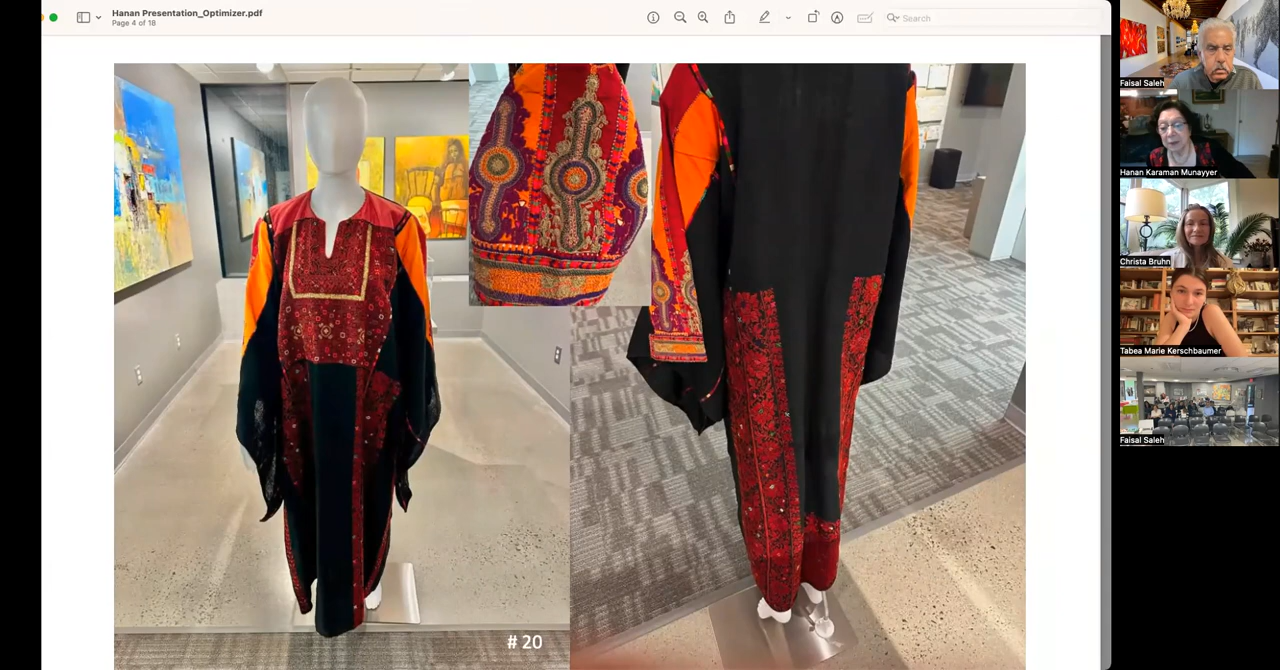 Hanan Presentation_Optimizer.pdf
Page 4 of 18
Search
# 20
Faisal Saleh
Hanan Karaman Munayyer
Christa Bruhn
Tabea Marie Kerschbaumer
Faisal Saleh